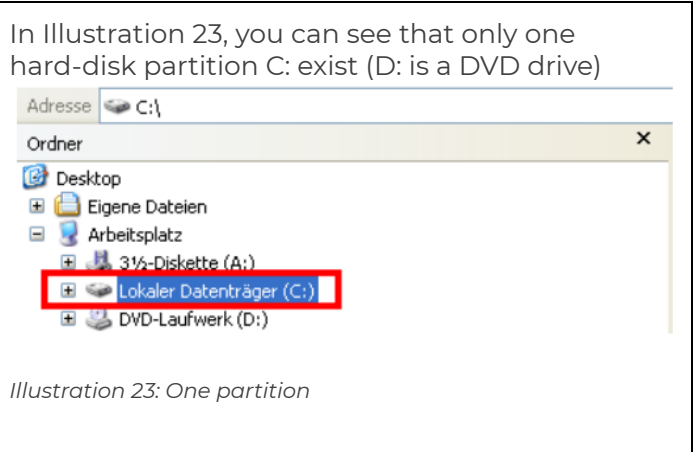 In Illustration 23, you can see that only one
hard-disk partition C: exist (D: is a DVD drive)
Adresse C:\
Ordner
Desktop
Eigene Dateien
Arbeitsplatz
3½-Diskette (A:)
Lokaler Datenträger (C:)
DVD-Laufwerk (D:)
Illustration 23: One partition